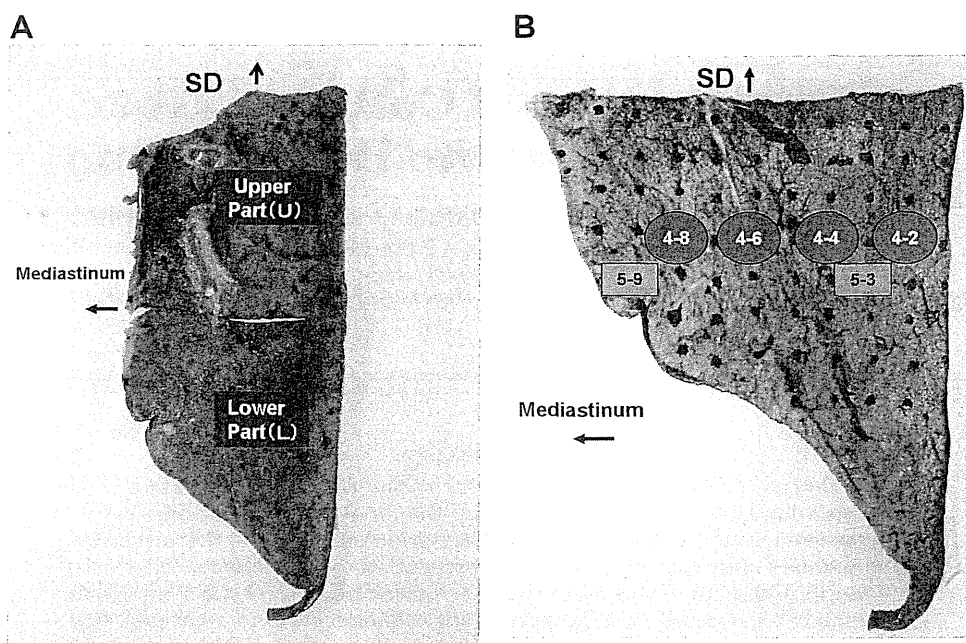 A
SD ↑
Upper
Part(U)
Mediastinum
←
Lower
Part(L)
B
SD ↑
4-8
4-6
4-4
4-2
5-9
5-3
Mediastinum
←